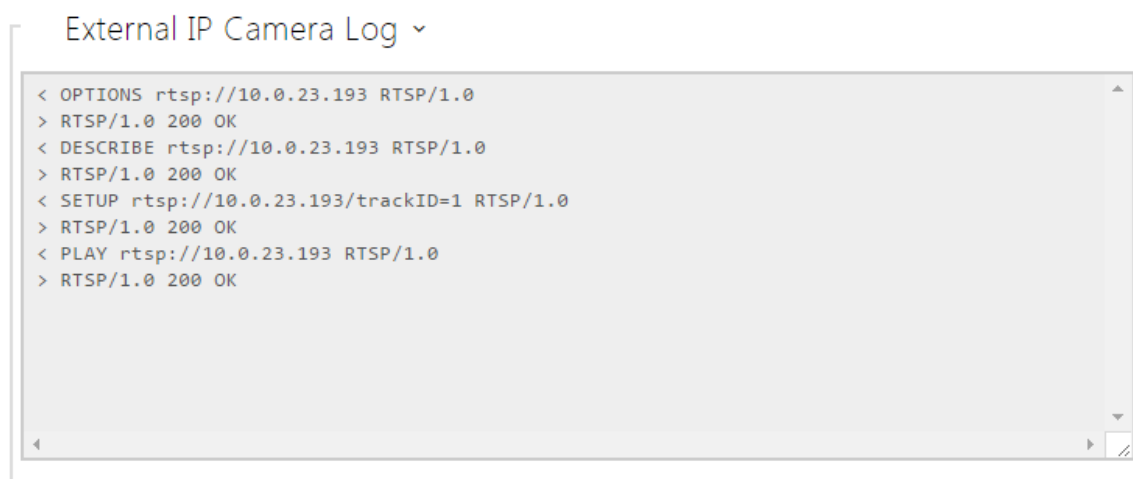 External IP Camera Log
< OPTIONS rtsp://10.0.23.193 RTSP/1.0
> RTSP/1.0 200 OK
< DESCRIBE rtsp://10.0.23.193 RTSP/1.0
> RTSP/1.0 200 OK
< SETUP rtsp://10.0.23.193/trackID=1 RTSP/1.0
> RTSP/1.0 200 OK
< PLAY rtsp://10.0.23.193 RTSP/1.0
> RTSP/1.0 200 OK